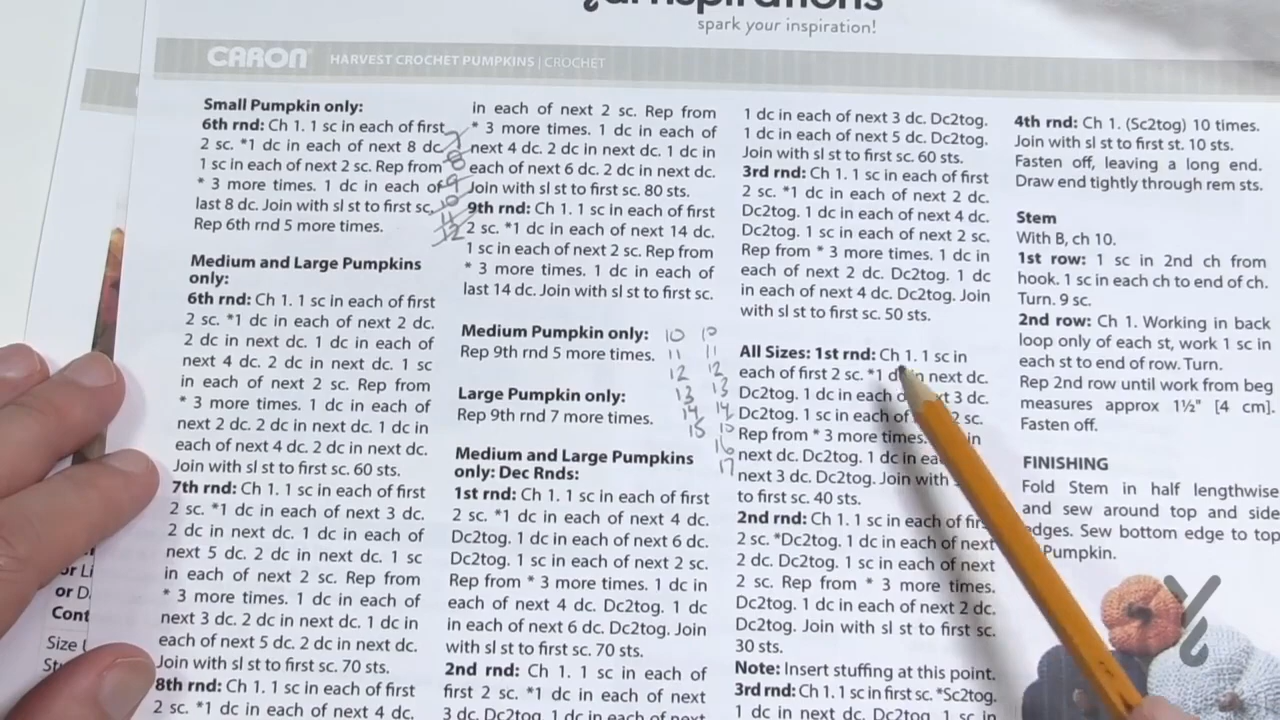 spark your inspiration!
CARON HARVEST CROCHET PUMPKINS | CROCHET
Small Pumpkin only:
6th rnd: Ch 1. 1 sc in each of first
2 sc. *1 dc in each of next 8 dc.
1 sc in each of next 2 sc. Rep from
* 3 more times. 1 dc in each of
last 8 dc. Join with sl st to first sc.
Rep 6th rnd 5 more times.
7
8
9
10
11
12
Medium and Large Pumpkins
only:
6th rnd: Ch 1. 1 sc in each of first
2 sc. *1 dc in each of next 2 dc.
2 dc in next dc. 1 dc in each of
next 4 dc. 2 dc in next dc. 1 sc
in each of next 2 sc. Rep from
* 3 more times. 1 dc in each of
next 2 dc. 2 dc in next dc. 1 dc in
each of next 4 dc. 2 dc in next dc.
Join with sl st to first sc. 60 sts.
7th rnd: Ch 1. 1 sc in each of first
2 sc. *1 dc in each of next 3 dc.
2 dc in next dc. 1 dc in each of
next 5 dc. 2 dc in next dc. 1 sc
in each of next 2 sc. Rep from
* 3 more times. 1 dc in each of
next 3 dc. 2 dc in next dc. 1 dc in
each of next 5 dc. 2 dc in next dc.
Join with sl st to first sc. 70 sts.
8th rnd: Ch 1. 1 sc in each of first
2 sc. *1 dc in each of next 4 dc.
in each of next 2 sc. Rep from
* 3 more times. 1 dc in each of
next 4 dc. 2 dc in next dc. 1 dc in
each of next 6 dc. 2 dc in next dc.
Join with sl st to first sc. 80 sts.
9th rnd: Ch 1. 1 sc in each of first
2 sc. *1 dc in each of next 14 dc.
1 sc in each of next 2 sc. Rep from
* 3 more times. 1 dc in each of
last 14 dc. Join with sl st to first sc.
Medium Pumpkin only:
Rep 9th rnd 5 more times.
Large Pumpkin only:
Rep 9th rnd 7 more times.
10 10
11 11
12 12
13 13
14 14
15 15
16
17
Medium and Large Pumpkins
only: Dec Rnds:
1st rnd: Ch 1. 1 sc in each of first
2 sc. *1 dc in each of next 4 dc.
Dc2tog. 1 dc in each of next 6 dc.
Dc2tog. 1 sc in each of next 2 sc.
Rep from * 3 more times. 1 dc in
each of next 4 dc. Dc2tog. 1 dc
in each of next 6 dc. Dc2tog. Join
with sl st to first sc. 70 sts.
2nd rnd: Ch 1. 1 sc in each of
first 2 sc. *1 dc in each of next
3 dc. Dc2tog. 1 dc in each of next
1 dc in each of next 3 dc. Dc2tog.
1 dc in each of next 5 dc. Dc2tog.
Join with sl st to first sc. 60 sts.
3rd rnd: Ch 1. 1 sc in each of first
2 sc. *1 dc in each of next 2 dc.
Dc2tog. 1 dc in each of next 4 dc.
Dc2tog. 1 sc in each of next 2 sc.
Rep from * 3 more times. 1 dc in
each of next 2 dc. Dc2tog. 1 dc
in each of next 4 dc. Dc2tog. Join
with sl st to first sc. 50 sts.
All Sizes: 1st rnd: Ch 1. 1 sc in
each of first 2 sc. *1 in next dc.
Dc2tog. 1 dc in each 3 dc.
Dc2tog. 1 sc in each of 2 sc.
Rep from * 3 more times. in
next dc. Dc2tog. 1 dc in
next 3 dc. Dc2tog. Join with
to first sc. 40 sts.
2nd rnd: Ch 1. 1 sc in each of
2 sc. *Dc2tog. 1 dc in each of next
2 dc. Dc2tog. 1 sc in each of next
2 sc. Rep from * 3 more times.
Dc2tog. 1 dc in each of next 2 dc.
Dc2tog. Join with sl st to first sc.
30 sts.
Note: Insert stuffing at this point.
3rd rnd: Ch 1. 1 sc in first sc. *Sc2tog.
1 dc in next dc. Dc2tog. 1 sc in
4th rnd: Ch 1. (Sc2tog) 10 times.
Join with sl st to first st. 10 sts.
Fasten off, leaving a long end.
Draw end tightly through rem sts.
Stem
With B, ch 10.
1st row: 1 sc in 2nd ch from
hook. 1 sc in each ch to end of ch.
Turn. 9 sc.
2nd row: Ch 1. Working in back
loop only of each st, work 1 sc in
each st to end of row. Turn.
Rep 2nd row until work from beg
measures approx 1½" [4 cm].
Fasten off.
FINISHING
Fold Stem in half lengthwise
and sew around top and side
edges. Sew bottom edge to top
Pumpkin.
or Li
or D
Cont
Size